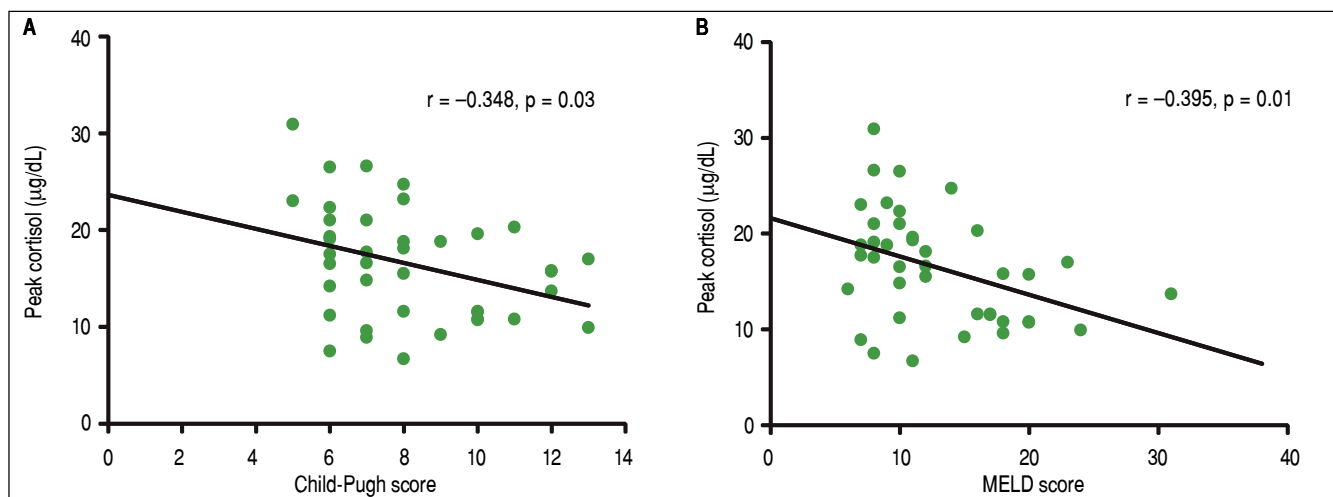 A
40
30
20
10
0
Peak cortisol (µg/dL)
r = –0.348, p = 0.03
0 2 4 6 8 10 12 14
Child-Pugh score
B
40
30
20
10
0
Peak cortisol (µg/dL)
r = –0.395, p = 0.01
0 10 20 30 40
MELD score